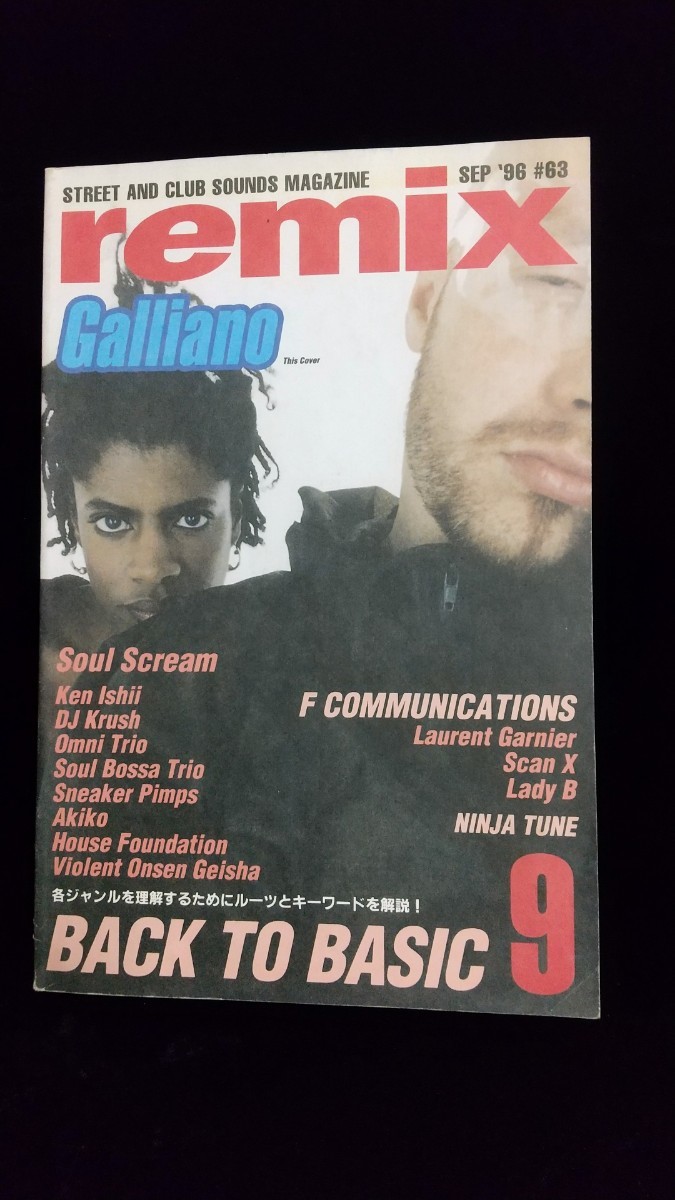 STREET AND CLUB SOUNDS MAGAZINE
SEP '96 #63
remix
Galliano
This Cover
Soul Scream
Ken Ishii
DJ Krush
Omni Trio
Soul Bossa Trio
Sneaker Pimps
Akiko
House Foundation
Violent Onsen Geisha
F COMMUNICATIONS
Laurent Garnier
Scan X
Lady B
NINJA TUNE
各ジャンルを理解するためにルーツとキーワードを解説!
BACK TO BASIC
9